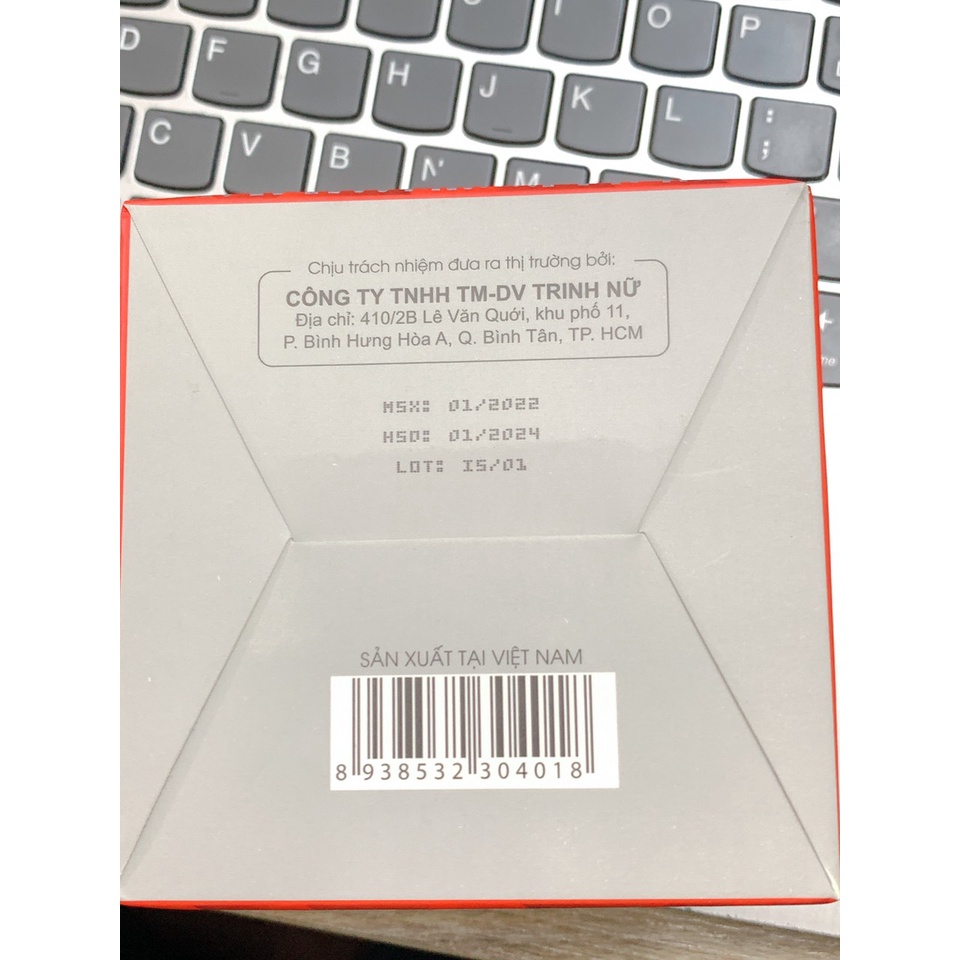 O P
D F G H J K L ;
C V B N M
Chịu trách nhiệm đưa ra thị trường bởi:
CÔNG TY TNHH TM-DV TRINH NỮ
Địa chỉ: 410/2B Lê Văn Quới, khu phố 11,
P. Bình Hưng Hòa A, Q. Bình Tân, TP. HCM
MSX: 01/2022
HSD: 01/2024
LOT: IS/01
SẢN XUẤT TẠI VIỆT NAM
8 938532 304018